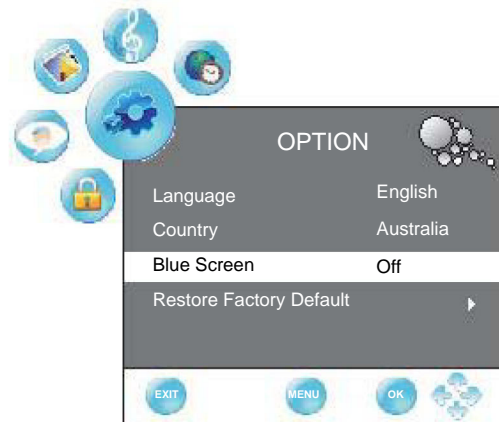 OPTION
Language English
Country Australia
Blue Screen Off
Restore Factory Default
EXIT MENU OK